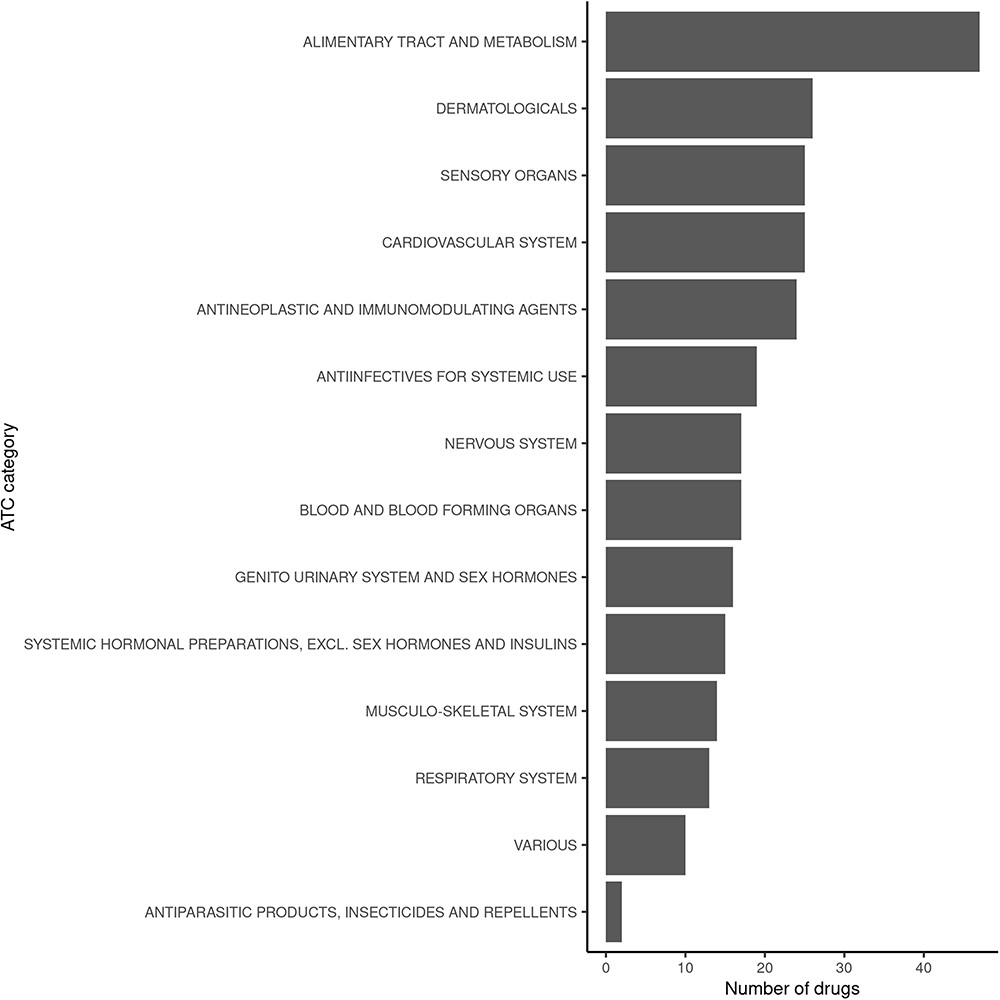 ALIMENTARY TRACT AND METABOLISM
DERMATOLOGICALS
SENSORY ORGANS
CARDIOVASCULAR SYSTEM
ANTINEOPLASTIC AND IMMUNOMODULATING AGENTS
ANTIINFECTIVES FOR SYSTEMIC USE
NERVOUS SYSTEM
BLOOD AND BLOOD FORMING ORGANS
GENITO URINARY SYSTEM AND SEX HORMONES
SYSTEMIC HORMONAL PREPARATIONS, EXCL. SEX HORMONES AND INSULINS
MUSCULO-SKELETAL SYSTEM
RESPIRATORY SYSTEM
VARIOUS
ANTIPARASITIC PRODUCTS, INSECTICIDES AND REPELLENTS
ATC category
0 10 20 30 40
Number of drugs